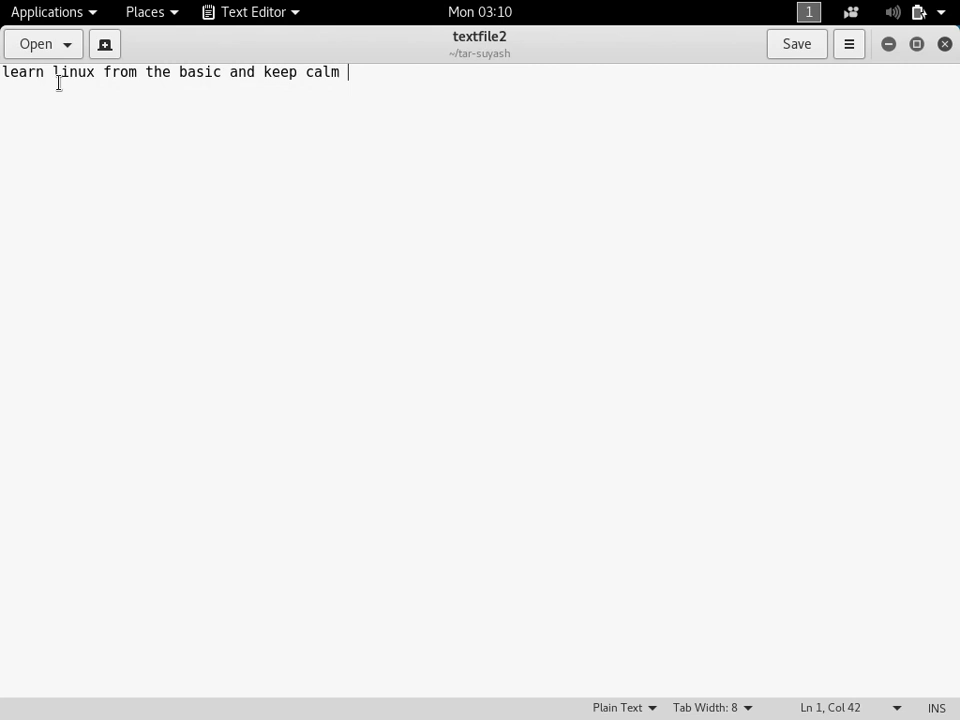 Applications Places Text Editor Mon 03:10 1
Open textfile2 Save
~/tar-suyash
learn linux from the basic and keep calm
Plain Text Tab Width: 8 Ln 1, Col 42 INS